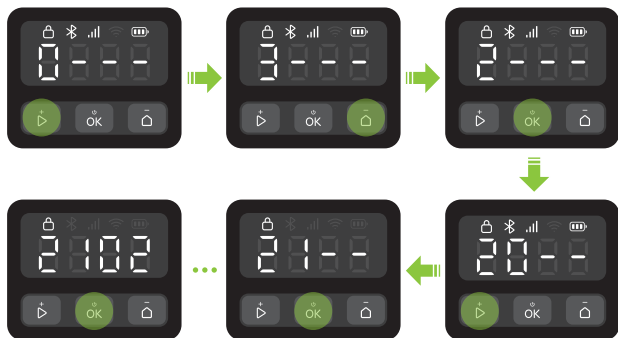 0---
+ OK −
3---
+ OK −
2---
+ OK −
2102
+ OK −
21--
+ OK −
20--
+ OK −